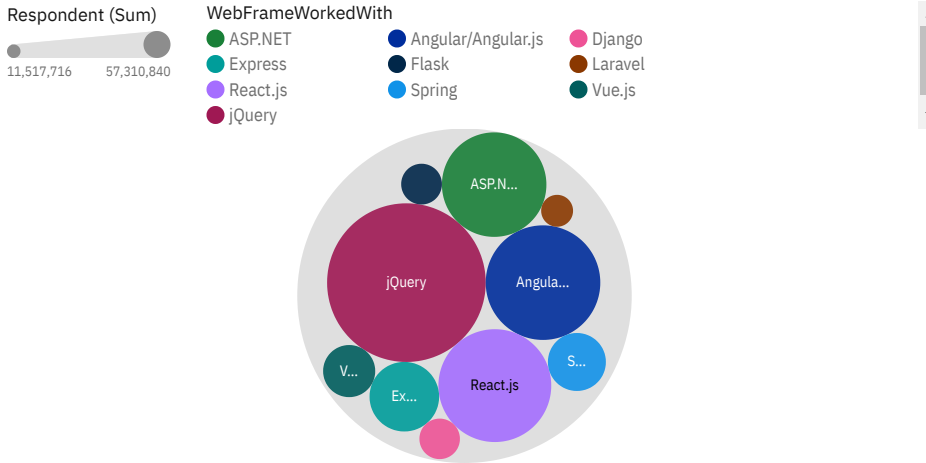 Respondent (Sum)
11,517,716 57,310,840
WebFrameWorkedWith
ASP.NET Angular/Angular.js Django
Express Flask Laravel
React.js Spring Vue.js
jQuery
ASP.N...
jQuery
Angula...
V...
Ex...
React.js
S...